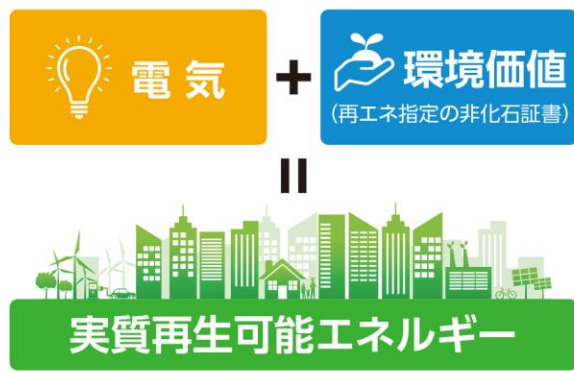 電気
+
環境価値
(再エネ指定の非化石証書)
=
実質再生可能エネルギー